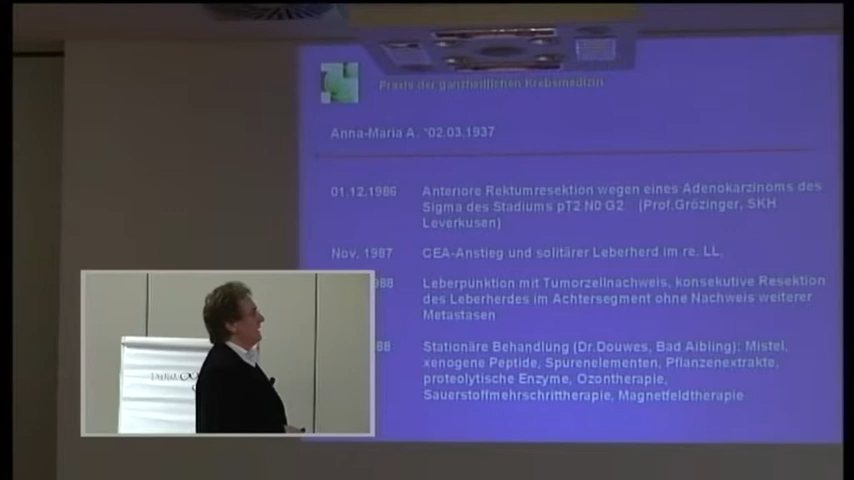 Praxis der ganzheitlichen Krebsmedizin
Anna-Maria A. *02.03.1937
01.12.1986 Anteriore Rektumresektion wegen eines Adenokarzinoms des
Sigma des Stadiums pT2 N0 G2 (Prof.Grözinger, SKH
Leverkusen)
Nov. 1987 CEA-Anstieg und solitärer Leberherd im re. LL.
988 Leberpunktion mit Tumorzellnachweis, konsekutive Resektion
des Leberherdes im Achtersegment ohne Nachweis weiterer
Metastasen
88 Stationäre Behandlung (Dr.Douwes, Bad Aibling): Mistel,
xenogene Peptide, Spurenelementen, Pflanzenextrakte,
proteolytische Enzyme, Ozontherapie,
Sauerstoffmehrschrittherapie, Magnetfeldtherapie